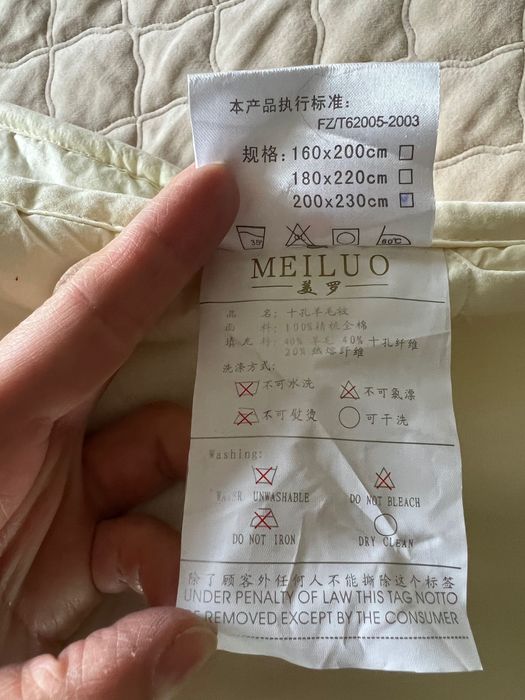 本产品执行标准:
FZ/T62005-2003
规格: 160x200cm
180x220cm
200x230cm
MEILUO
美罗
品 名: 十孔羊毛被
面 料: 100%精梳全棉
填充料: 40% 羊毛 40% 十孔纤维
20% 热熔纤维
洗涤方式:
不可水洗 不可氯漂
不可熨烫 可干洗
Washing:
WATER UNWASHABLE DO NOT BLEACH
DO NOT IRON DRY CLEAN
除了顾客外任何人不能撕除这个标签
UNDER PENALTY OF LAW THIS TAG NOTTO
BE REMOVED EXCEPT BY THE CONSUMER